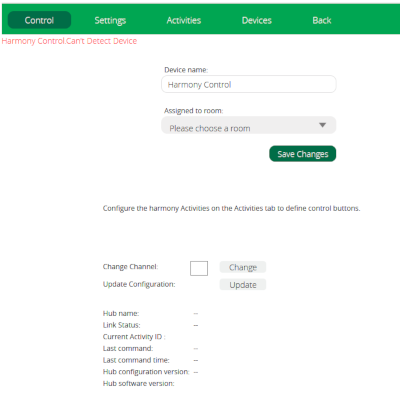 Control Settings Activities Devices Back
Harmony Control,Can't Detect Device
Device name:
Harmony Control
Assigned to room:
Please choose a room
Save Changes
Configure the harmony Activities on the Activities tab to define control buttons.
Change Channel: Change
Update Configuration: Update
Hub name: --
Link Status: --
Current Activity ID :
Last command: --
Last command time: --
Hub configuration version: --
Hub software version: